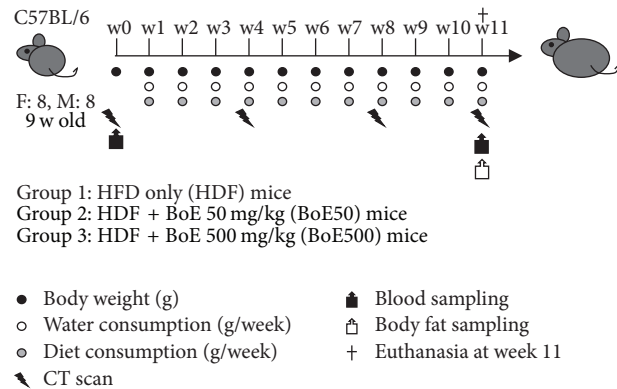 C57BL/6
†
w0 w1 w2 w3 w4 w5 w6 w7 w8 w9 w10 w11
F: 8, M: 8
9 w old
Group 1: HFD only (HDF) mice
Group 2: HDF + BoE 50 mg/kg (BoE50) mice
Group 3: HDF + BoE 500 mg/kg (BoE500) mice
Body weight (g)
Water consumption (g/week)
Diet consumption (g/week)
CT scan
Blood sampling
Body fat sampling
† Euthanasia at week 11